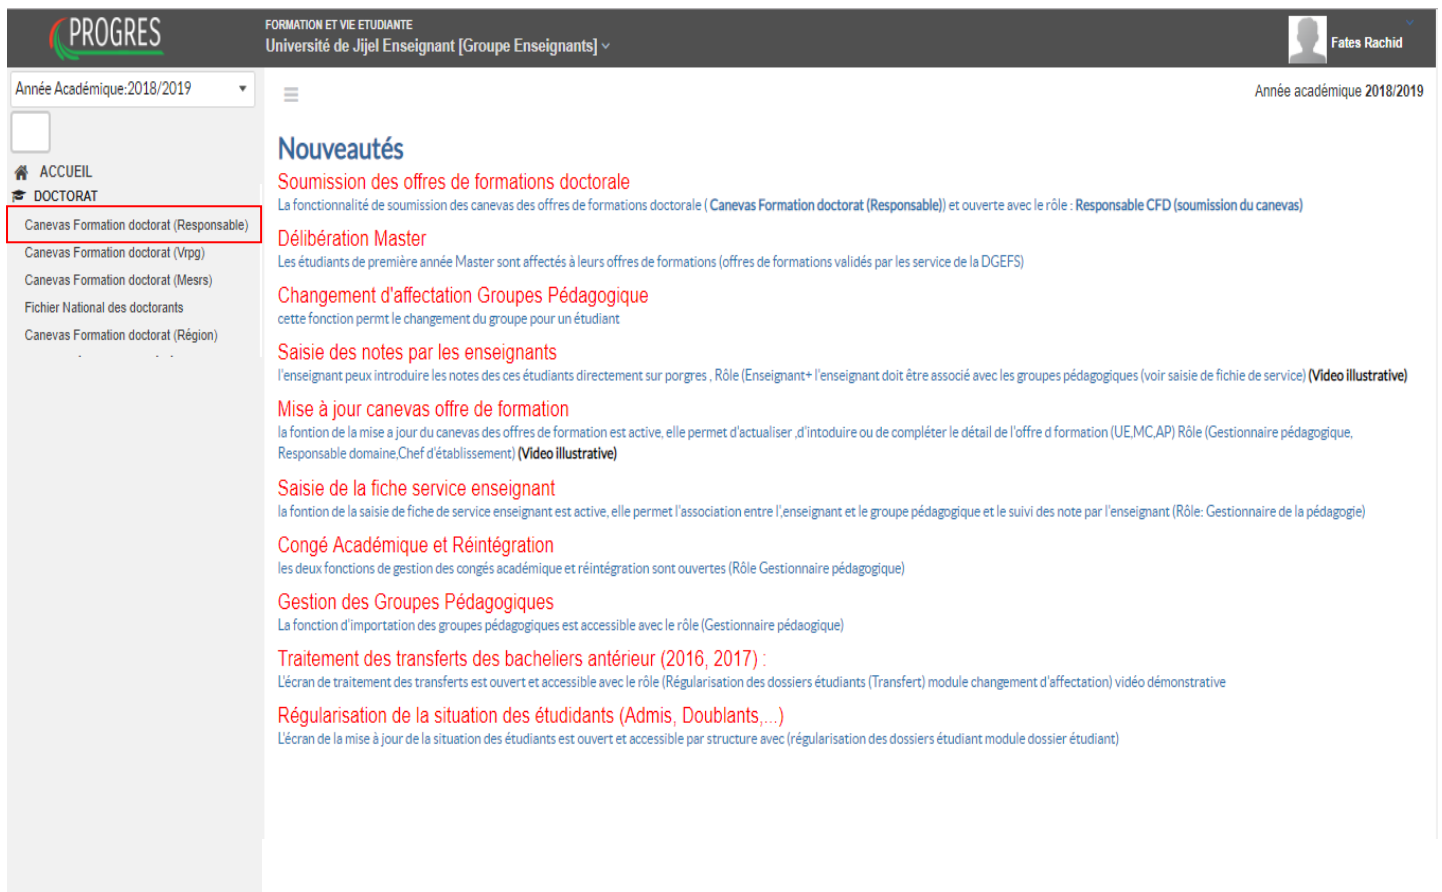 PROGRES
FORMATION ET VIE ETUDIANTE
Université de Jijel Enseignant [Groupe Enseignants]
Fates Rachid
Année Académique:2018/2019
Année académique 2018/2019
ACCUEIL
DOCTORAT
Canevas Formation doctorat (Responsable)
Canevas Formation doctorat (Vrpg)
Canevas Formation doctorat (Mesrs)
Fichier National des doctorants
Canevas Formation doctorat (Région)
Nouveautés
Soumission des offres de formations doctorale
La fonctionnalité de soumission des canevas des offres de formations doctorale ( Canevas Formation doctorat (Responsable)) et ouverte avec le rôle : Responsable CFD (soumission du canevas)
Délibération Master
Les étudiants de première année Master sont affectés à leurs offres de formations (offres de formations validés par les service de la DGEFS)
Changement d'affectation Groupes Pédagogique
cette fonction permt le changement du groupe pour un étudiant
Saisie des notes par les enseignants
l'enseignant peux introduire les notes des ces étudiants directement sur porgres , Rôle (Enseignant+ l'enseignant doit être associé avec les groupes pédagogiques (voir saisie de fichie de service) (Video illustrative)
Mise à jour canevas offre de formation
la fontion de la mise a jour du canevas des offres de formation est active, elle permet d'actualiser ,d'intoduire ou de compléter le détail de l'offre d formation (UE,MC,AP) Rôle (Gestionnaire pédagogique,
Responsable domaine,Chef d'établissement) (Video illustrative)
Saisie de la fiche service enseignant
la fontion de la saisie de fiche de service enseignant est active, elle permet l'association entre l',enseignant et le groupe pédagogique et le suivi des note par l'enseignant (Rôle: Gestionnaire de la pédagogie)
Congé Académique et Réintégration
les deux fonctions de gestion des congés académique et réintégration sont ouvertes (Rôle Gestionnaire pédagogique)
Gestion des Groupes Pédagogiques
La fonction d'importation des groupes pédagogiques est accessible avec le rôle (Gestionnaire pédaogique)
Traitement des transferts des bacheliers antérieur (2016, 2017) :
L'écran de traitement des transferts est ouvert et accessible avec le rôle (Régularisation des dossiers étudiants (Transfert) module changement d'affectation) vidéo démonstrative
Régularisation de la situation des étudidants (Admis, Doublants,...)
L'écran de la mise à jour de la situation des étudiants est ouvert et accessible par structure avec (régularisation des dossiers étudiant module dossier étudiant)